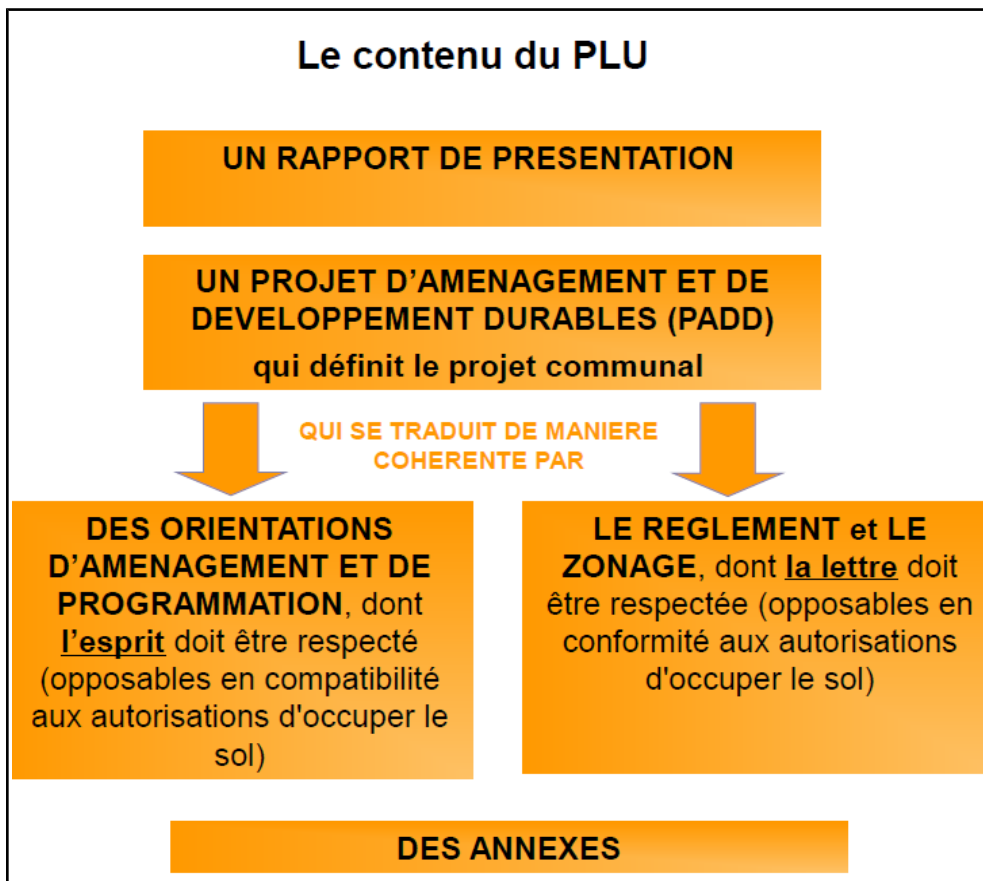 Le contenu du PLU
UN RAPPORT DE PRESENTATION
UN PROJET D'AMENAGEMENT ET DE
DEVELOPPEMENT DURABLES (PADD)
qui définit le projet communal
QUI SE TRADUIT DE MANIERE
COHERENTE PAR
DES ORIENTATIONS
D'AMENAGEMENT ET DE
PROGRAMMATION, dont
l'esprit doit être respecté
(opposables en compatibilité
aux autorisations d'occuper le
sol)
LE REGLEMENT et LE
ZONAGE, dont la lettre doit
être respectée (opposables en
conformité aux autorisations
d'occuper le sol)
DES ANNEXES